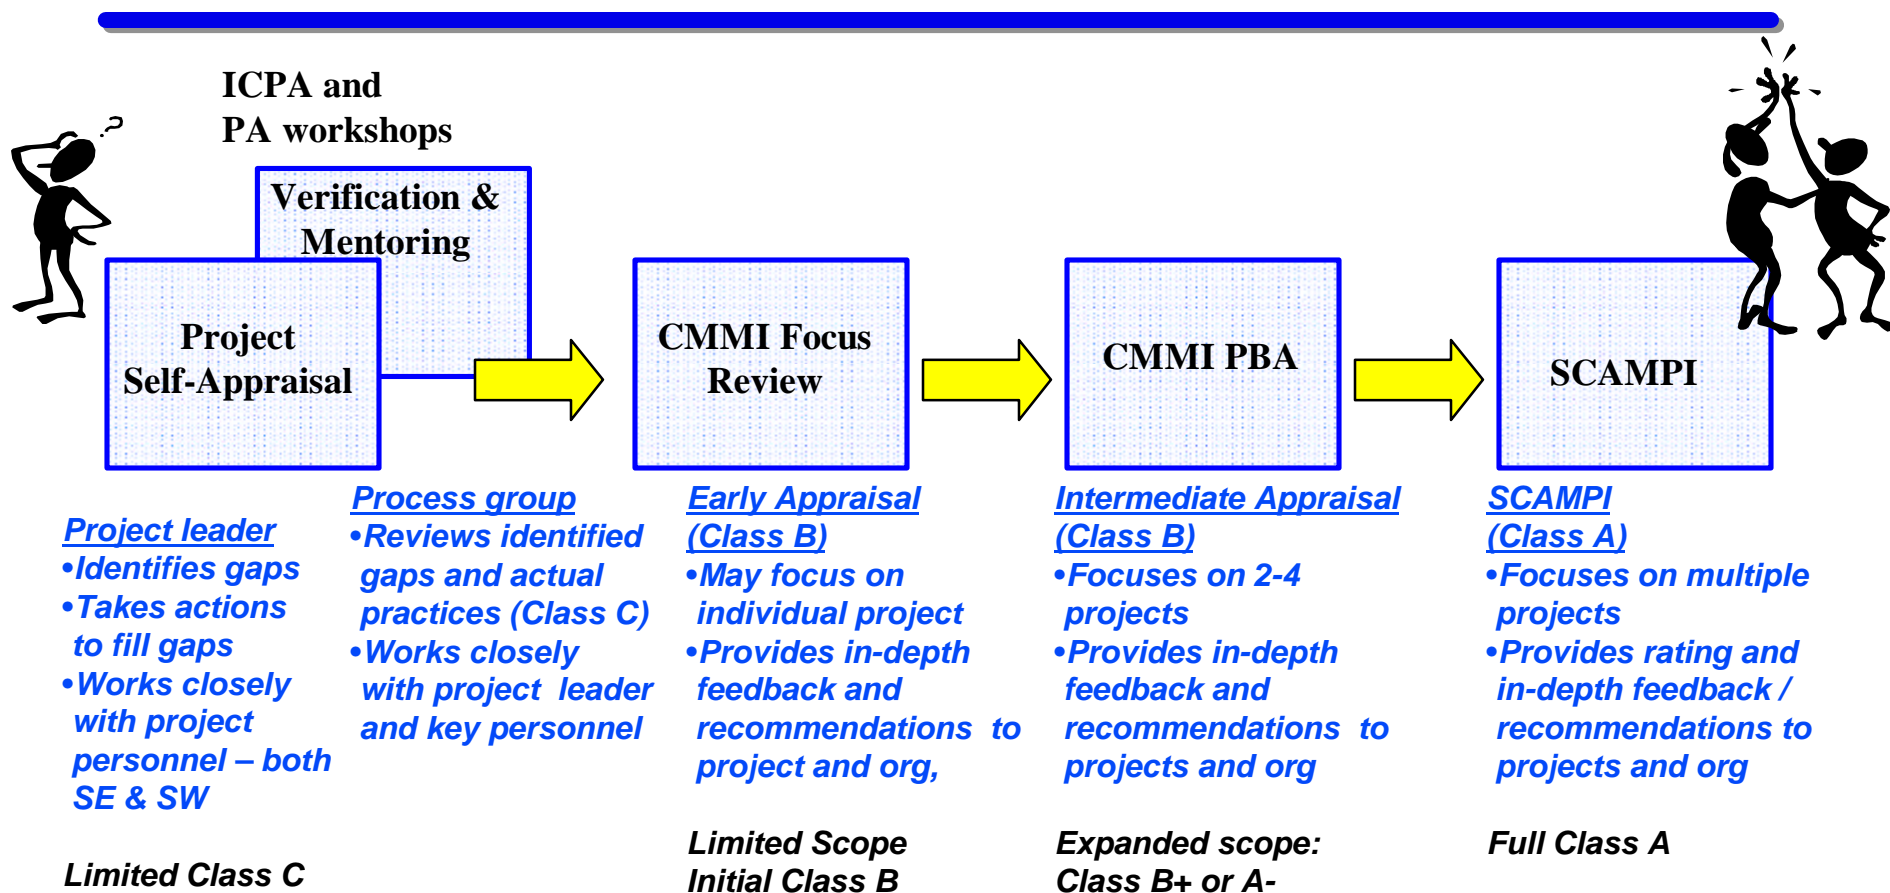 ICPA and
PA workshops
Verification &
Mentoring
Project
Self-Appraisal
CMMI Focus
Review
CMMI PBA
SCAMPI
Project leader
•Identifies gaps
•Takes actions
to fill gaps
•Works closely
with project
personnel – both
SE & SW
Limited Class C
Process group
•Reviews identified
gaps and actual
practices (Class C)
•Works closely
with project leader
and key personnel
Early Appraisal
(Class B)
•May focus on
individual project
•Provides in-depth
feedback and
recommendations to
project and org,
Limited Scope
Initial Class B
Intermediate Appraisal
(Class B)
•Focuses on 2-4
projects
•Provides in-depth
feedback and
recommendations to
projects and org
Expanded scope:
Class B+ or A-
SCAMPI
(Class A)
•Focuses on multiple
projects
•Provides rating and
in-depth feedback /
recommendations to
projects and org
Full Class A